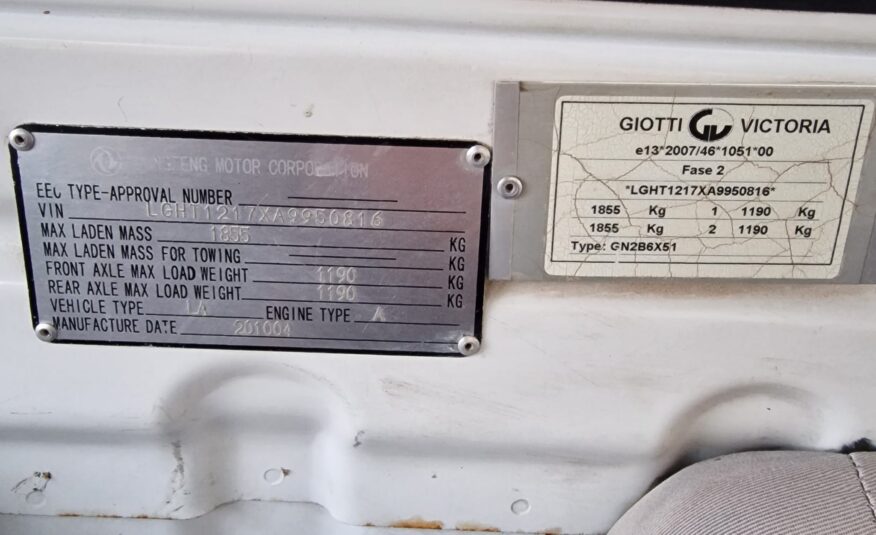 MOTOR CORPORATION
EEC TYPE-APPROVAL NUMBER
VIN LGHT1217XA9950816
MAX LADEN MASS 1855 KG
MAX LADEN MASS FOR TOWING KG
FRONT AXLE MAX LOAD WEIGHT 1190 KG
REAR AXLE MAX LOAD WEIGHT 1190 KG
VEHICLE TYPE LA ENGINE TYPE A
MANUFACTURE DATE 201004
GIOTTI VICTORIA
e13*2007/46*1051*00
Fase 2
*LGHT1217XA9950816*
1855 Kg 1 1190 Kg
1855 Kg 2 1190 Kg
Type: GN2B6X51